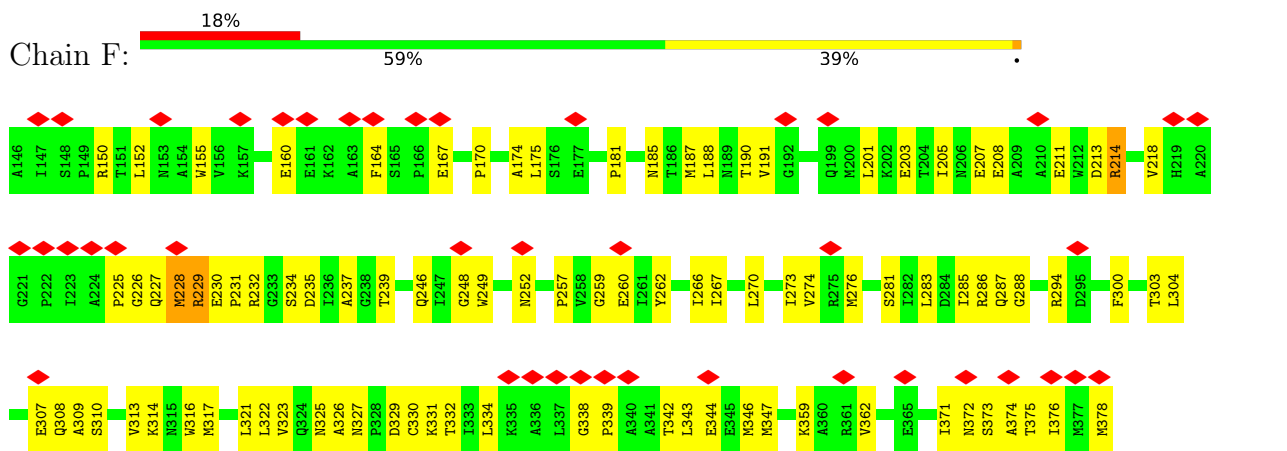 18%
Chain F:
59% 39% •
A146 I147 S148 P149 R150 T151 L152 N153 A154 W155 V156 K157 E160 E161 K162 A163 F164 S165 P166 E167 P170 A174 L175 S176 E177 P181 N185 T186 M187 L188 N189 T190 V191 G192 Q199 M200 L201 K202 E203 T204 I205 N206 E207 E208 A209 A210 E211 W212 D213 R214 V218 H219 A220
G221 P222 I223 A224 P225 G226 Q227 M228 R229 E230 P231 R232 G233 S234 D235 I236 A237 G238 T239 Q246 I247 G248 W249 N252 P257 V258 G259 E260 I261 Y262 I266 I267 L270 I273 V274 R275 M276 S281 I282 L283 D284 I285 R286 Q287 G288 R294 D295 F300 T303 L304
E307 Q308 A309 S310 V313 K314 N315 W316 M317 L321 L322 V323 Q324 N325 A326 N327 P328 D329 C330 K331 T332 I333 L334 K335 A336 L337 G338 P339 A340 A341 T342 L343 E344 E345 M346 M347 K359 A360 R361 V362 E365 I371 N372 S373 A374 T375 I376 M377 M378